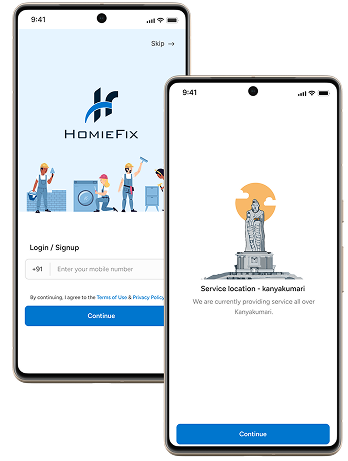 9:41
Skip →
HOMIEFIX
Login / Signup
+91 Enter your mobile number
By continuing, I agree to the Terms of Use & Privacy Policy
Continue
9:41
Service location - kanyakumari
We are currently providing service all over
Kanyakumari.
Continue